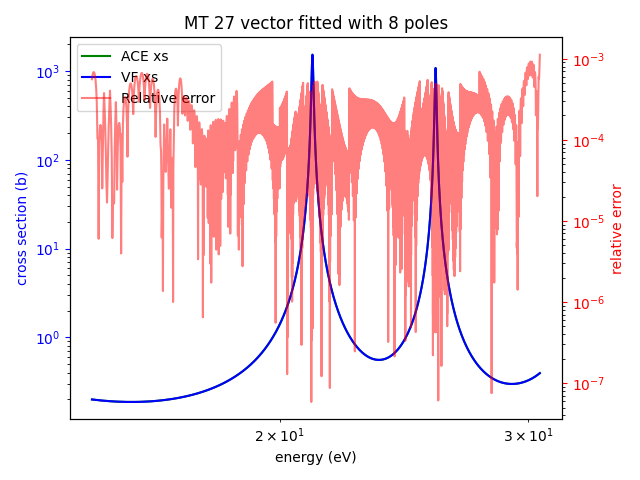 MT 27 vector fitted with 8 poles
ACE xs
VF xs
Relative error
10³
10²
10¹
10⁰
cross section (b)
10⁻³
10⁻⁴
10⁻⁵
10⁻⁶
10⁻⁷
relative error
2 × 10¹
3 × 10¹
energy (eV)